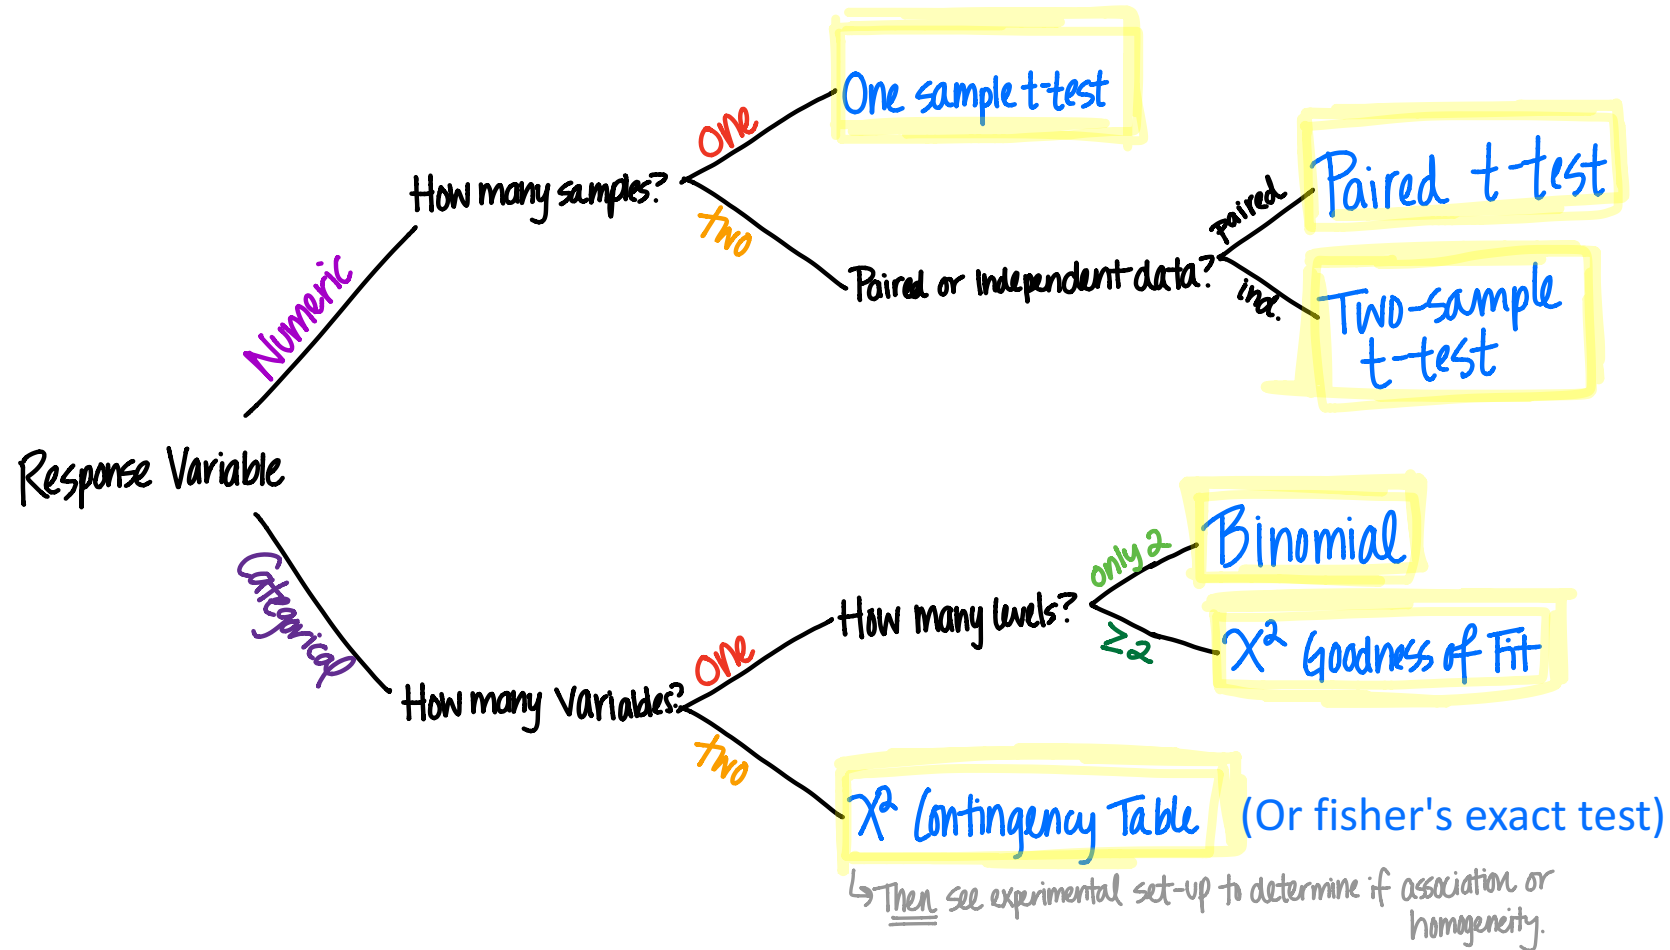 Response Variable
Numeric
How many samples?
One
One sample t-test
two
Paired or Independent data?
paired
Paired t-test
ind.
Two-sample
t-test
Categorical
How many variables?
One
How many levels?
only 2
Binomial
≥2
X² Goodness of Fit
two
X² Contingency Table (Or fisher's exact test)
↳ Then see experimental set-up to determine if association or
homogeneity.